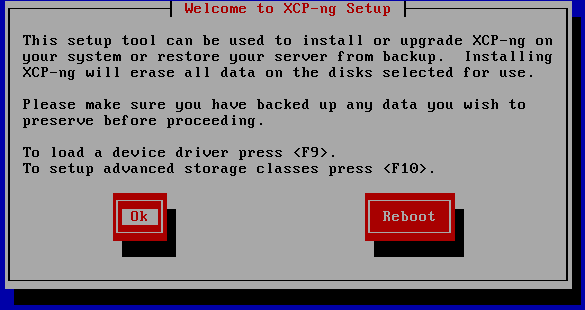 Welcome to XCP-ng Setup
This setup tool can be used to install or upgrade XCP-ng on
your system or restore your server from backup.  Installing
XCP-ng will erase all data on the disks selected for use.
Please make sure you have backed up any data you wish to
preserve before proceeding.
To load a device driver press <F9>.
To setup advanced storage classes press <F10>.
Ok
Reboot